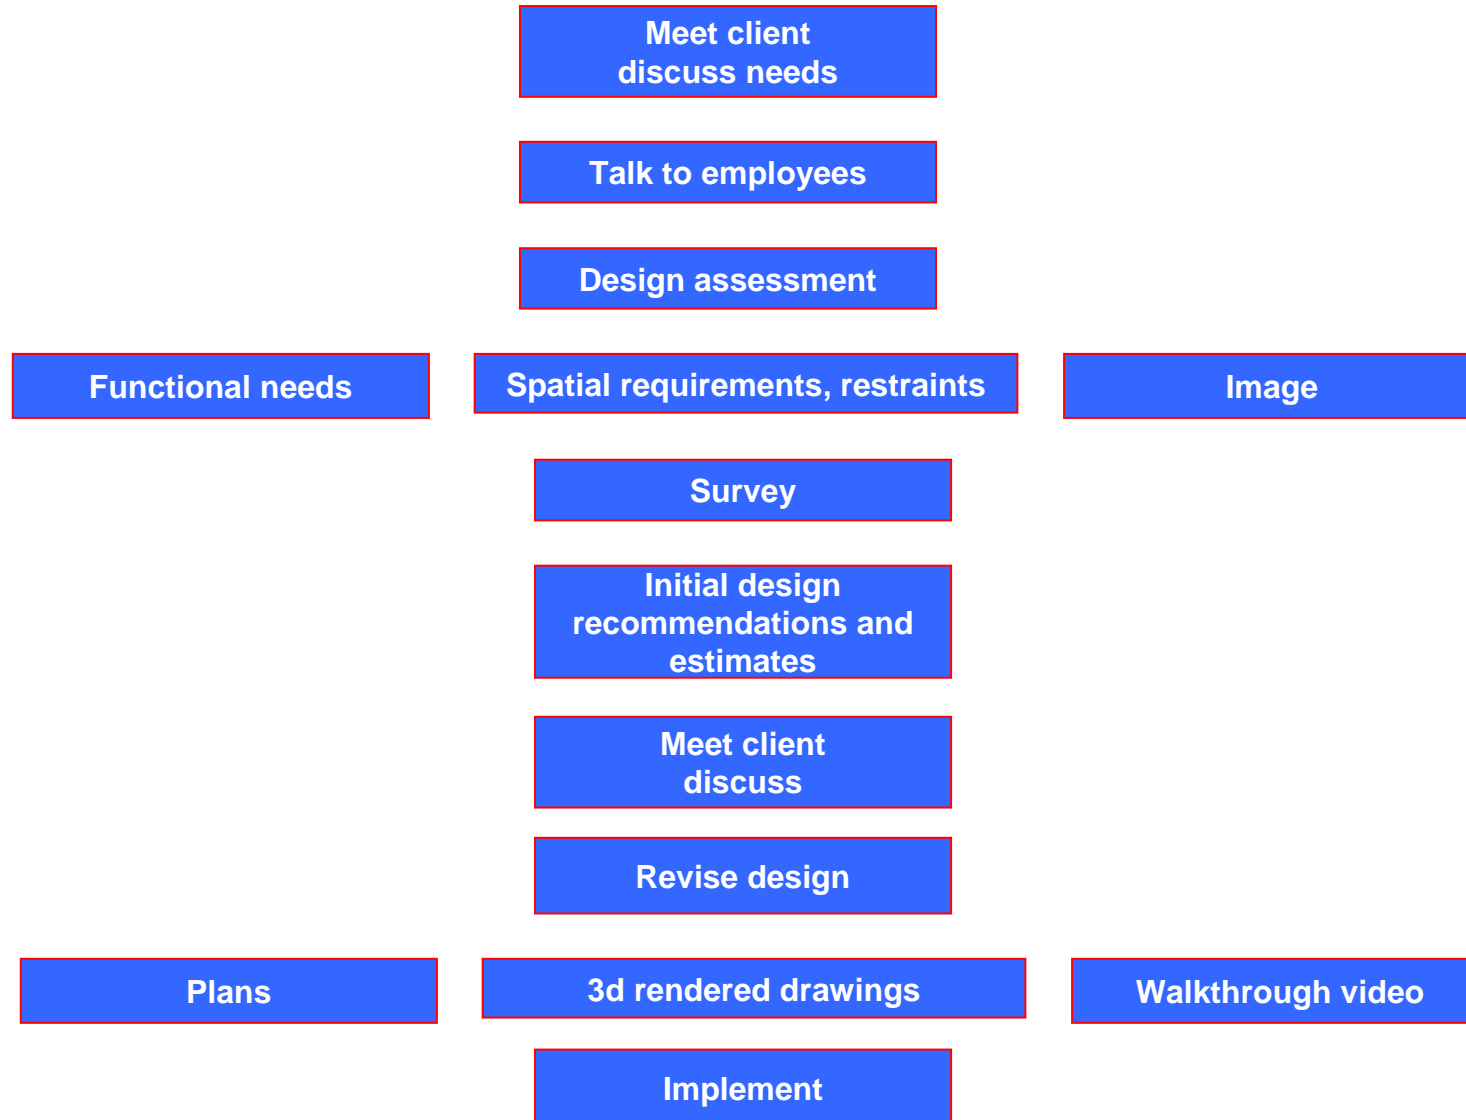 Meet client
discuss needs
Talk to employees
Design assessment
Functional needs
Spatial requirements, restraints
Image
Survey
Initial design
recommendations and
estimates
Meet client
discuss
Revise design
Plans
3d rendered drawings
Walkthrough video
Implement